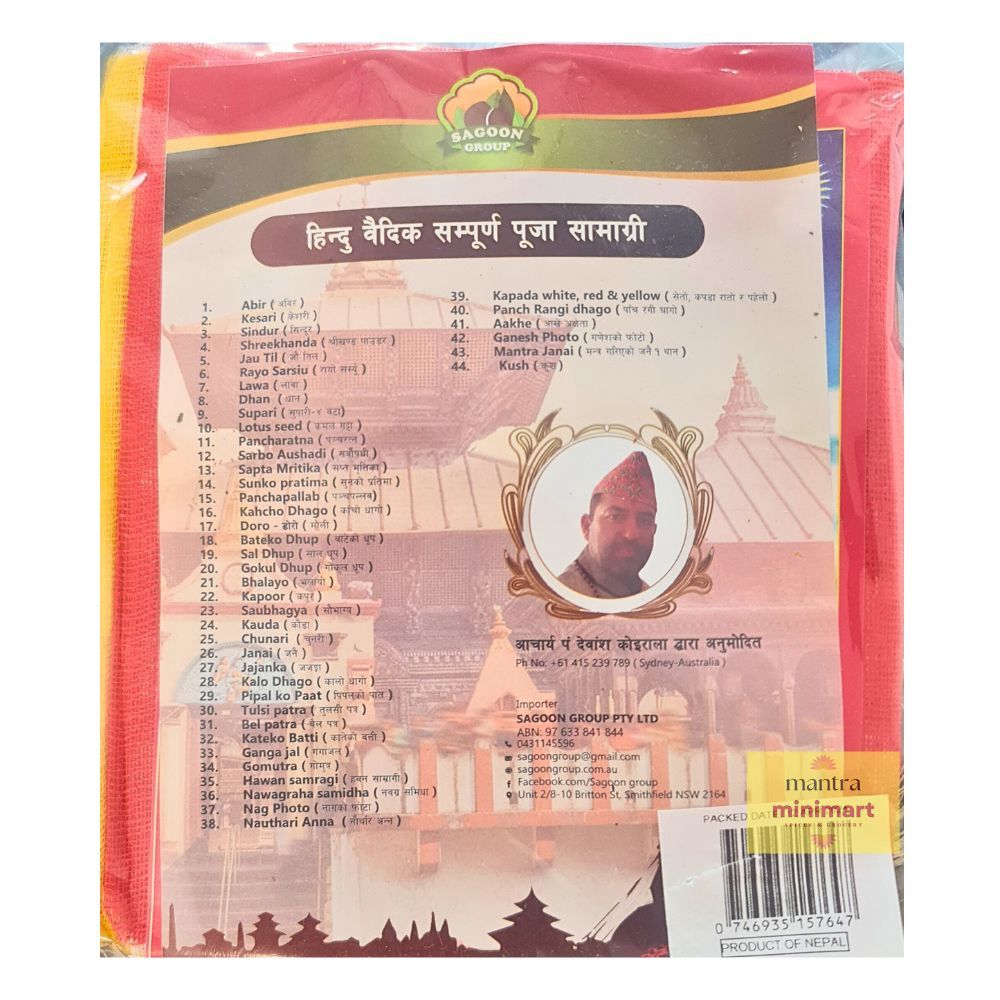 SAGOON
GROUP
हिन्दु वैदिक सम्पूर्ण पूजा सामाग्री
1. Abir ( अबिर )
2. Kesari ( केशरी )
3. Sindur ( सिन्दुर )
4. Shreekhanda ( श्रीखण्ड पाउडर )
5. Jau Til ( जौ तिल )
6. Rayo Sarsiu ( रायो सर्स्यू )
7. Lawa ( लावा )
8. Dhan ( धान )
9. Supari ( सुपारी-४ वटा)
10. Lotus seed ( कमल गट्टा )
11. Pancharatna ( पञ्चरत्न )
12. Sarbo Aushadi ( सर्वोषधी )
13. Sapta Mritika ( सप्त मृत्तिका )
14. Sunko pratima ( सुनको प्रतिमा )
15. Panchapallab ( पञ्चपल्लव )
16. Kahcho Dhago ( काँचो धागो )
17. Doro - डोरो ( मोली )
18. Bateko Dhup ( बाटेको धूप )
19. Sal Dhup ( साल धूप )
20. Gokul Dhup ( गोकुल धूप )
21. Bhalayo ( भलायो )
22. Kapoor ( कपुर )
23. Saubhagya ( सौभाग्य )
24. Kauda ( कौडा )
25. Chunari ( चुनरी )
26. Janai ( जनै )
27. Jajanka ( जजङ्का )
28. Kalo Dhago ( कालो धागो )
29. Pipal ko Paat ( पिपलको पात )
30. Tulsi patra ( तुलसी पत्र )
31. Bel patra ( बेल पत्र )
32. Kateko Batti ( कातेको बत्ती )
33. Ganga jal ( गंगाजल )
34. Gomutra ( गोमुत्र )
35. Hawan samragi ( हवन साम्रागी )
36. Nawagraha samidha ( नवग्रह समिधा )
37. Nag Photo ( नागको फोटो )
38. Nauthari Anna ( नौथरि अन्न )
39. Kapada white, red & yellow ( सेतो, कपडा रातो र पहेंलो )
40. Panch Rangi dhago ( पाँच रंगी धागो )
41. Aakhe ( आखे अक्षेता )
42. Ganesh Photo ( गणेशको फोटो )
43. Mantra Janai ( मन्त्र गरिएको जनै १ थान )
44. Kush ( कुश )
आचार्य पं देवांश कोइराला द्वारा अनुमोदित
Ph No: +61 415 239 789 ( Sydney-Australia )
Importer
SAGOON GROUP PTY LTD
ABN: 97 633 841 844
0431145596
sagoongroup@gmail.com
sagoongroup.com.au
Facebook.com/Sagoon group
Unit 2/8-10 Britton St, Smithfield NSW 2164
mantra
minimart
SPICES & GROCERY
PACKED DAT
0 746935 157647
PRODUCT OF NEPAL